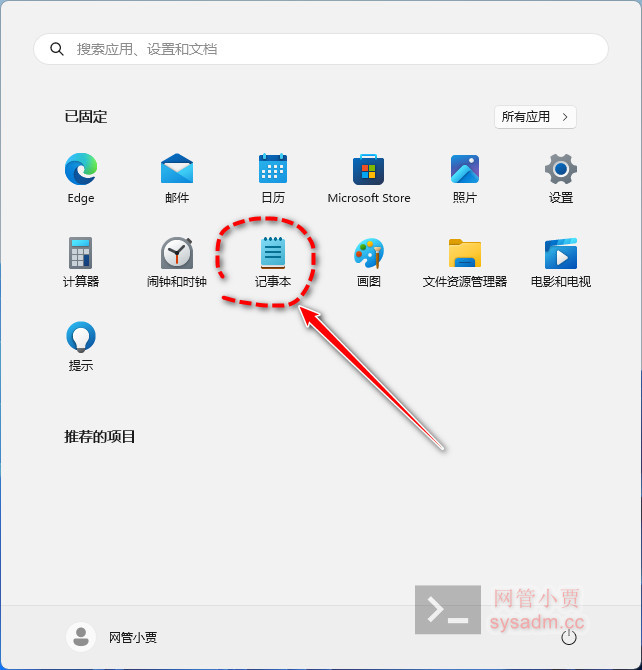 搜索应用、设置和文档
已固定
所有应用
Edge
邮件
日历
Microsoft Store
照片
设置
计算器
闹钟和时钟
记事本
画图
文件资源管理器
电影和电视
提示
推荐的项目
网管小贾
网管小贾
sysadm.cc